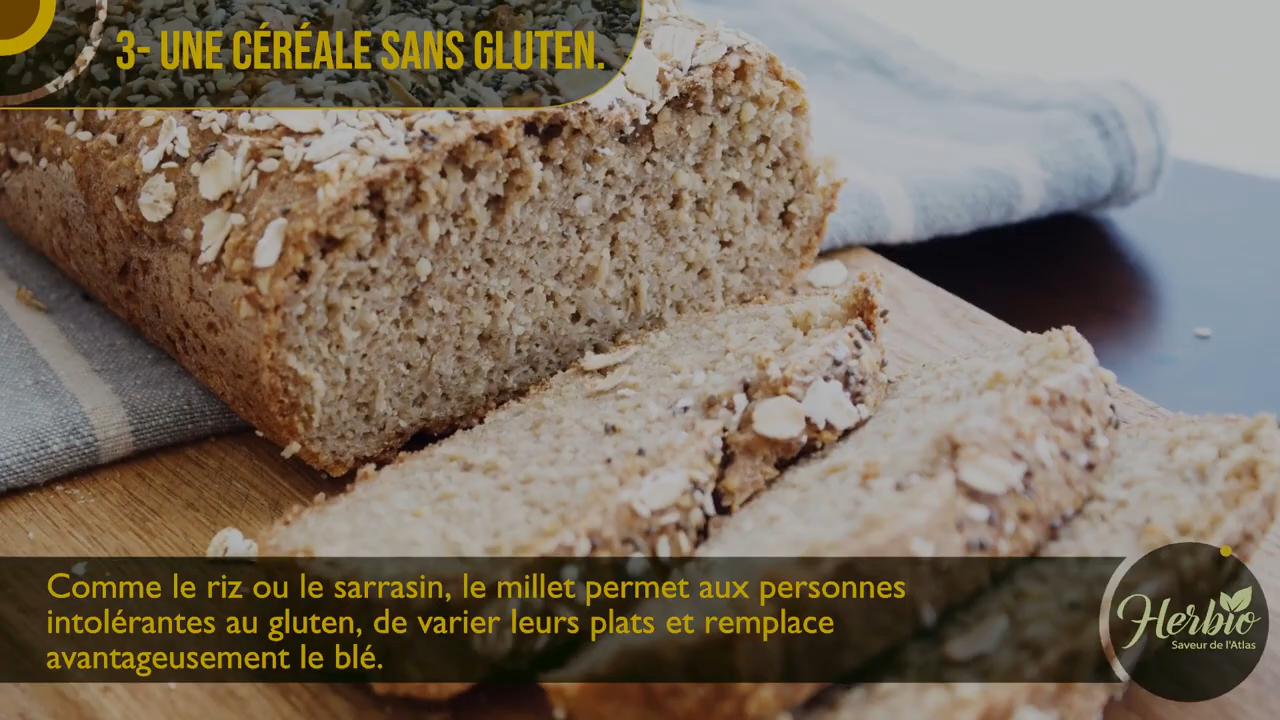 3- UNE CÉRÉALE SANS GLUTEN.
Comme le riz ou le sarrasin, le millet permet aux personnes
intolérantes au gluten, de varier leurs plats et remplace
avantageusement le blé.
Herbio
Saveur de l'Atlas